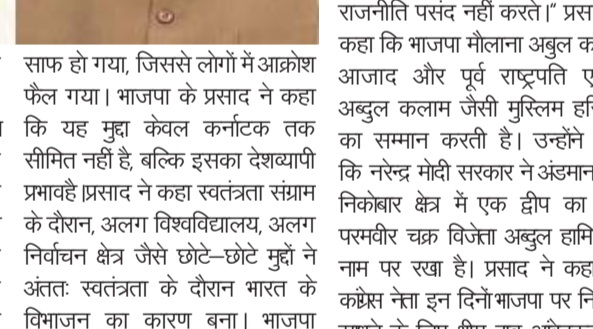 साफ हो गया, जिससे लोगों में आक्रोश
फैल गया। भाजपा के प्रसाद ने कहा
कि यह मुद्दा केवल कर्नाटक तक
सीमित नहीं है, बल्कि इसका देशव्यापी
प्रभावहै।प्रसाद ने कहा स्वतंत्रता संग्राम
के दौरान, अलग विश्वविद्यालय, अलग
निर्वाचन क्षेत्र जैसे छोटे–छोटे मुद्दों ने
अंततः स्वतंत्रता के दौरान भारत के
विभाजन का कारण बना। भाजपा
राजनीति पसंद नहीं करते।" प्रस
कहा कि भाजपा मौलाना अबुल क
आजाद और पूर्व राष्ट्रपति ए
अब्दुल कलाम जैसी मुस्लिम हस्ति
का सम्मान करती है। उन्होंने
कि नरेन्द्र मोदी सरकार ने अंडमान
निकोबार क्षेत्र में एक द्वीप का
परमवीर चक्र विजेता अब्दुल हामि
नाम पर रखा है। प्रसाद ने कहा
कांग्रेस नेता इन दिनों भाजपा पर नि